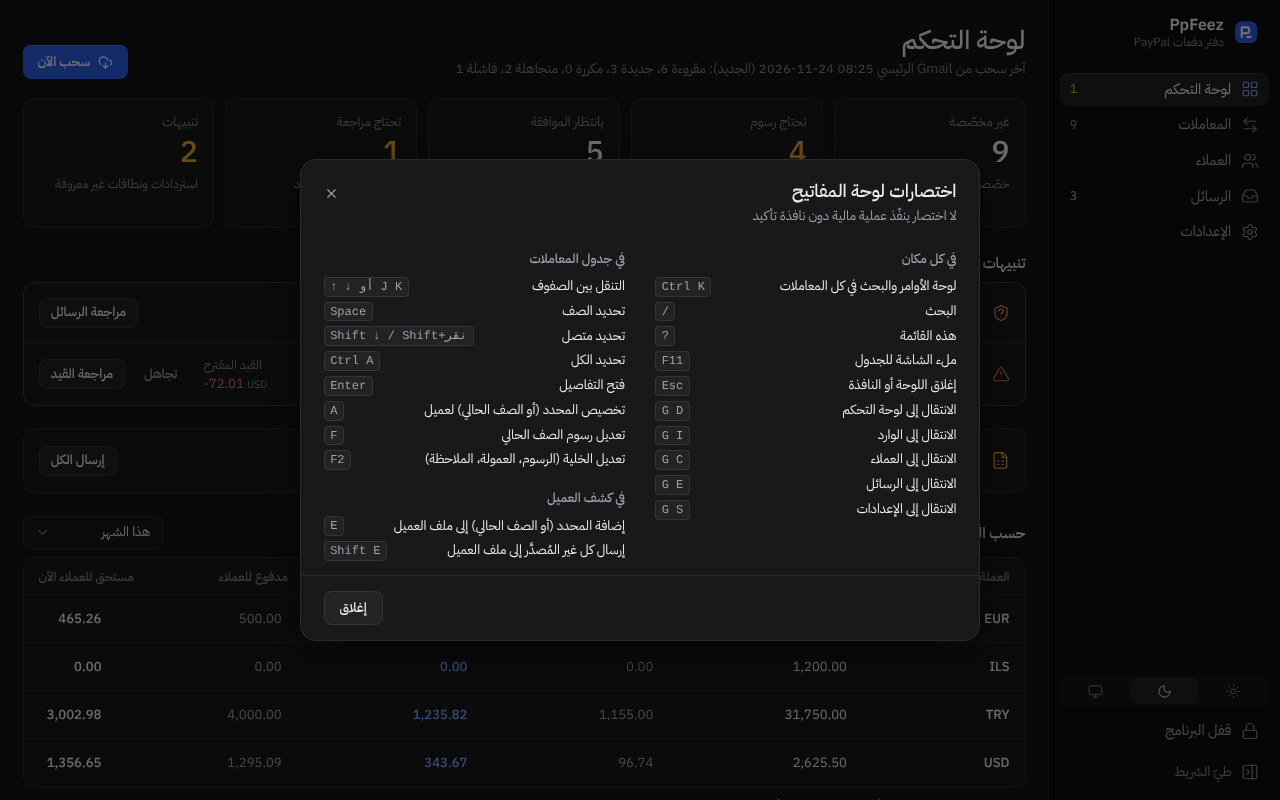 PpFeez
دفتر دفعات PayPal
لوحة التحكم 1
المعاملات 9
العملاء
الرسائل 3
الإعدادات
قفل البرنامج
طيّ الشريط
لوحة التحكم
آخر سحب من Gmail الرئيسي 08:25 24-11-2026 (الجديد): مقروءة 6، جديدة 3، مكررة 0، متجاهلة 2، فاشلة 1
سحب الآن
غير مخصّصة
9
تحتاج رسوم
4
بانتظار الموافقة
5
تحتاج مراجعة
1
تنبيهات
2
استردادات ونطاقات غير معروفة
تنبيهات
مراجعة الرسائل
القيد المقترح
-72.01 USD
تجاهل
مراجعة القيد
إرسال الكل
هذا الشهر
العملة
مدفوع للعملاء
مستحق للعملاء الآن
EUR 500.00 465.26
ILS 1,200.00 0.00 0.00 0.00 0.00
TRY 31,750.00 1,155.00 1,235.82 4,000.00 3,002.98
USD 2,625.50 96.74 343.67 1,295.09 1,356.65
اختصارات لوحة المفاتيح
لا اختصار ينفّذ عملية مالية دون نافذة تأكيد
في كل مكان
لوحة الأوامر والبحث في كل المعاملات Ctrl K
البحث /
هذه القائمة ?
ملء الشاشة للجدول F11
إغلاق اللوحة أو النافذة Esc
الانتقال إلى لوحة التحكم G D
الانتقال إلى الوارد G I
الانتقال إلى العملاء G C
الانتقال إلى الرسائل G E
الانتقال إلى الإعدادات G S
في جدول المعاملات
التنقل بين الصفوف J K أو ↓ ↑
تحديد الصف Space
تحديد متصل Shift ↓ / Shift+نقر
تحديد الكل Ctrl A
فتح التفاصيل Enter
تخصيص المحدد (أو الصف الحالي) لعميل A
تعديل رسوم الصف الحالي F
تعديل الخلية (الرسوم، العمولة، الملاحظة) F2
في كشف العميل
إضافة المحدد (أو الصف الحالي) إلى ملف العميل E
إرسال كل غير المُصدَّر إلى ملف العميل Shift E
إغلاق